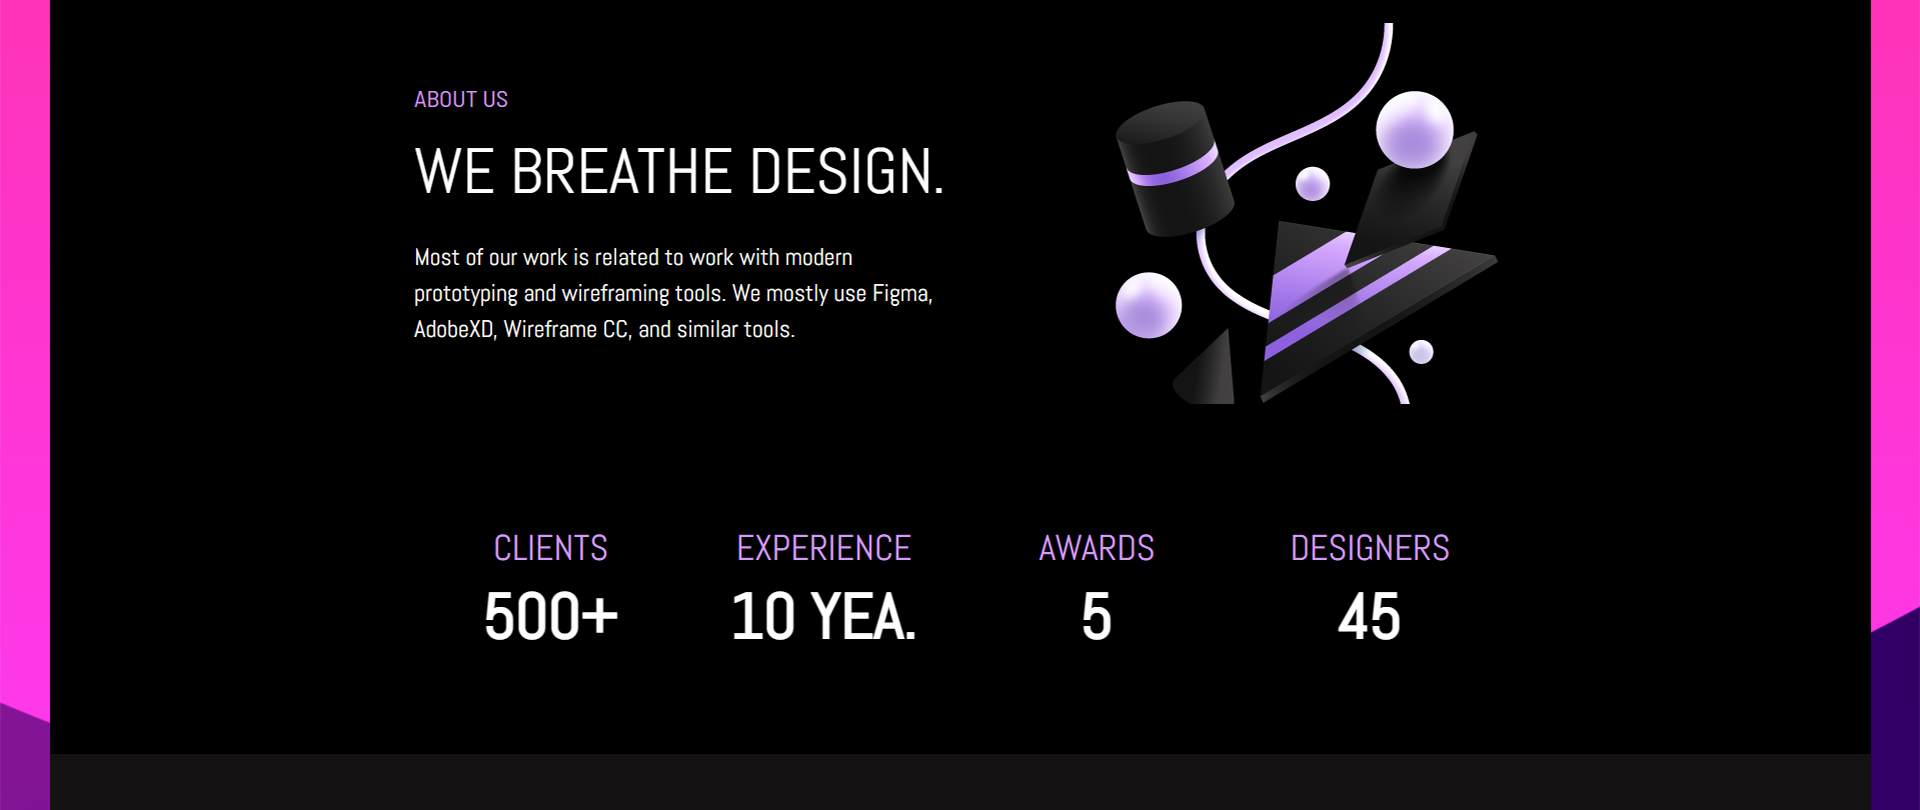 ABOUT US
WE BREATHE DESIGN.
Most of our work is related to work with modern
prototyping and wireframing tools. We mostly use Figma,
AdobeXD, Wireframe CC, and similar tools.
CLIENTS
500+
EXPERIENCE
10 YEA.
AWARDS
5
DESIGNERS
45